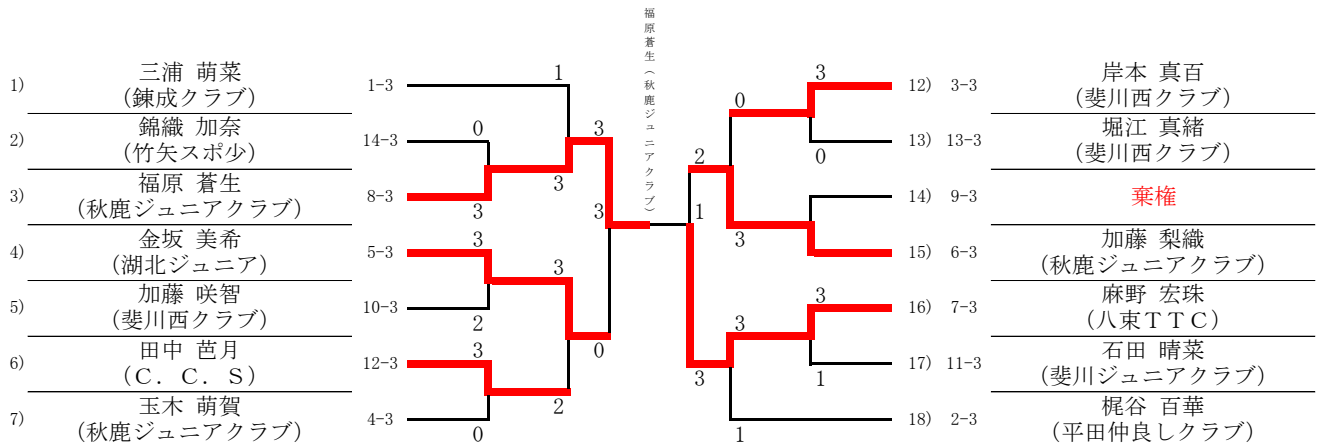 福原蒼生(秋鹿ジュニアクラブ)
1) 三浦 萌菜 1-3
(錬成クラブ)
2) 錦織 加奈 14-3
(竹矢スポ少)
3) 福原 蒼生 8-3
(秋鹿ジュニアクラブ)
4) 金坂 美希 5-3
(湖北ジュニア)
5) 加藤 咲智 10-3
(斐川西クラブ)
6) 田中 芭月 12-3
(C. C. S)
7) 玉木 萌賀 4-3
(秋鹿ジュニアクラブ)
1
0
3
3
3
3
3
2
3
0
3
2
3
0
12) 3-3 岸本 真百
(斐川西クラブ)
13) 13-3 堀江 真緒
(斐川西クラブ)
14) 9-3 棄権
15) 6-3 加藤 梨織
(秋鹿ジュニアクラブ)
16) 7-3 麻野 宏珠
(八束TTC)
17) 11-3 石田 晴菜
(斐川ジュニアクラブ)
18) 2-3 梶谷 百華
(平田仲良しクラブ)
3
0
0
2
1
3
3
3
3
1
1